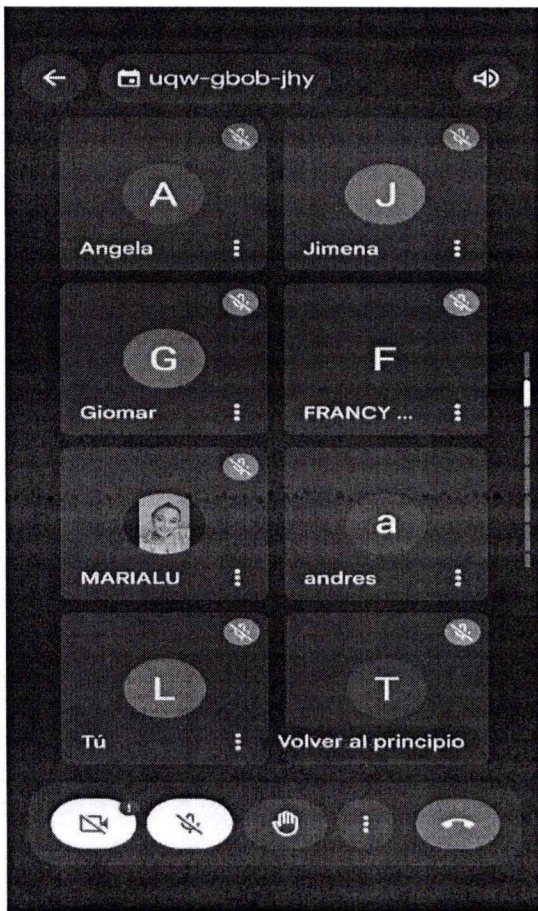 uqw-gbob-jhy
A
J
Angela
Jimena
G
F
Giomar
FRANCY ...
a
MARIALU
andres
L
T
Tú
Volver al principio
!